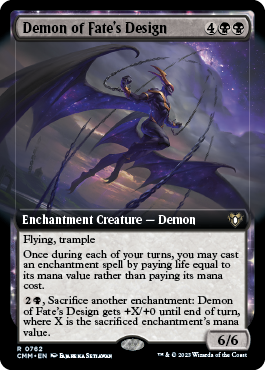 Demon of Fate's Design 4
Enchantment Creature — Demon
Flying, trample
Once during each of your turns, you may cast
an enchantment spell by paying life equal to
its mana value rather than paying its mana
cost.
2, Sacrifice another enchantment: Demon
of Fate's Design gets +X/+0 until end of turn,
where X is the sacrificed enchantment's mana
value.
6/6
R 0762
CMM • EN
™ & © 2023 Wizards of the Coast